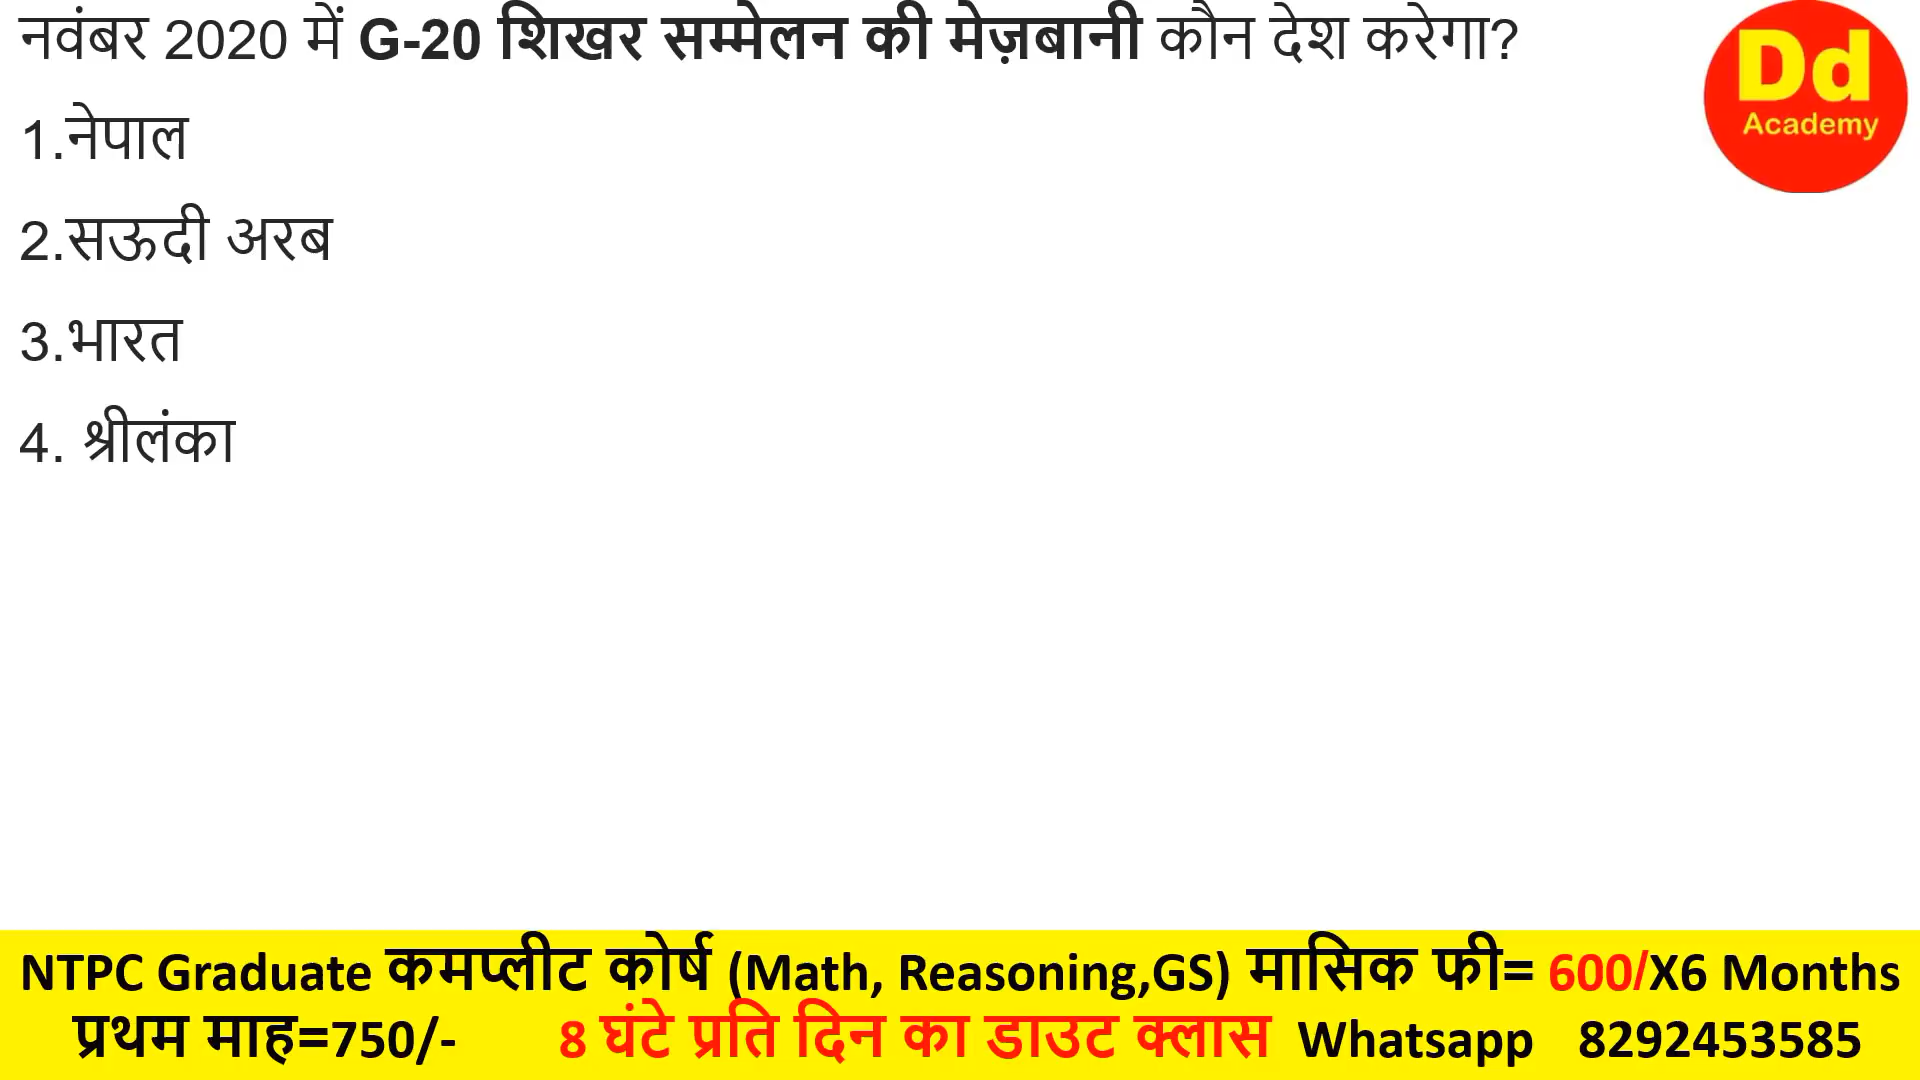 नवंबर 2020 में G-20 शिखर सम्मेलन की मेज़बानी कौन देश करेगा?
Dd
Academy
1.नेपाल
2.सऊदी अरब
3.भारत
4. श्रीलंका
NTPC Graduate कमप्लीट कोर्ष (Math, Reasoning,GS) मासिक फी= 600/X6 Months
प्रथम माह=750/- 8 घंटे प्रति दिन का डाउट क्लास Whatsapp 8292453585